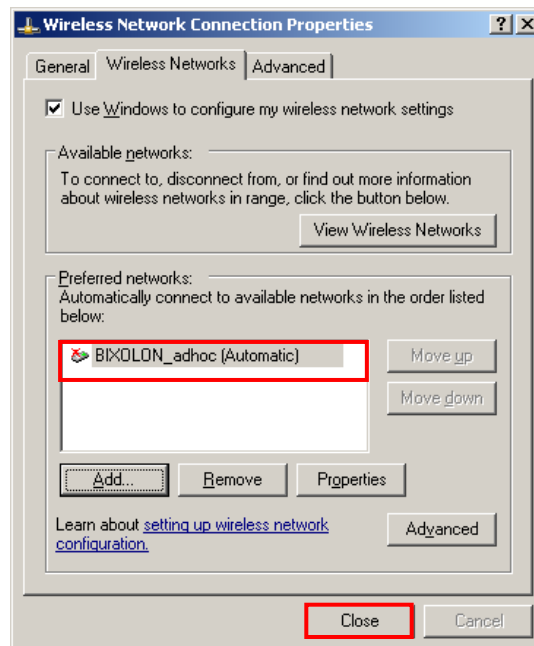 Wireless Network Connection Properties
General Wireless Networks Advanced
Use Windows to configure my wireless network settings
Available networks:
To connect to, disconnect from, or find out more information
about wireless networks in range, click the button below.
View Wireless Networks
Preferred networks:
Automatically connect to available networks in the order listed
below:
BIXOLON_adhoc (Automatic)
Move up
Move down
Add... Remove Properties
Learn about setting up wireless network
configuration.
Advanced
Close Cancel